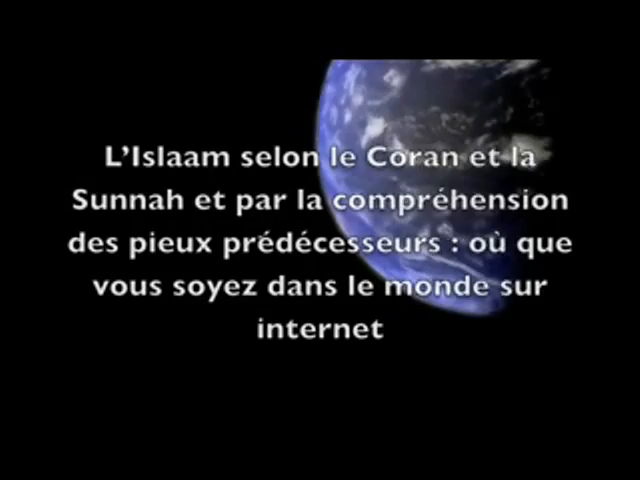 L’Islaam selon le Coran et la
Sunnah et par la compréhension
des pieux prédécesseurs : où que
vous soyez dans le monde sur
internet